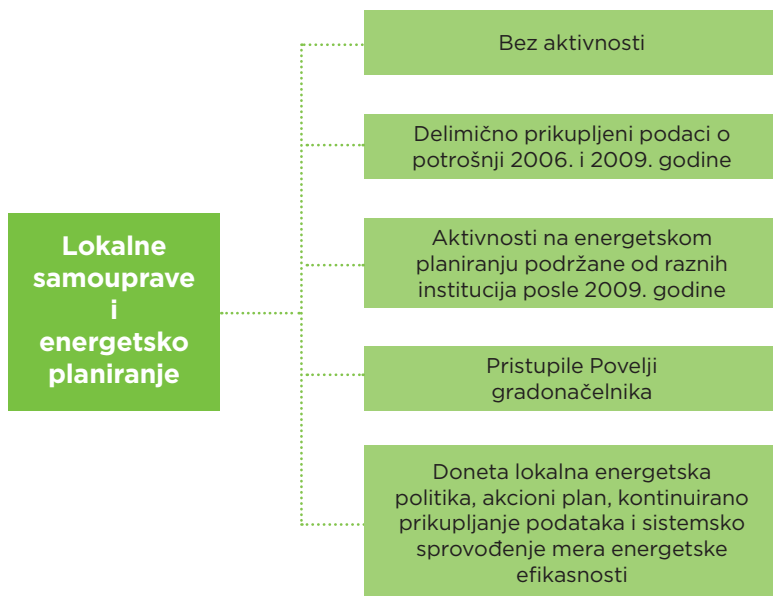 Lokalne
samouprave
i
energetsko
planiranje
Bez aktivnosti
Delimično prikupljeni podaci o
potrošnji 2006. i 2009. godine
Aktivnosti na energetskom
planiranju podržane od raznih
institucija posle 2009. godine
Pristupile Povelji
gradonačelnika
Doneta lokalna energetska
politika, akcioni plan, kontinuirano
prikupljanje podataka i sistemsko
sprovođenje mera energetske
efikasnosti